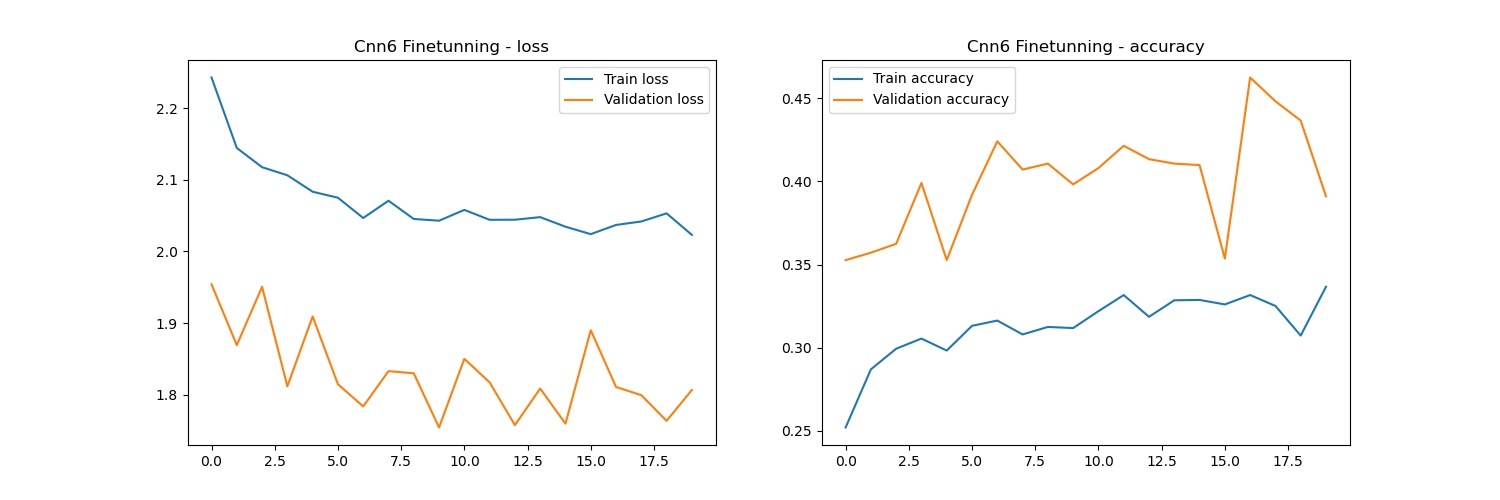 Cnn6 Finetunning - loss
Train loss
Validation loss
2.2
2.1
2.0
1.9
1.8
0.0 2.5 5.0 7.5 10.0 12.5 15.0 17.5
Cnn6 Finetunning - accuracy
Train accuracy
Validation accuracy
0.45
0.40
0.35
0.30
0.25
0.0 2.5 5.0 7.5 10.0 12.5 15.0 17.5